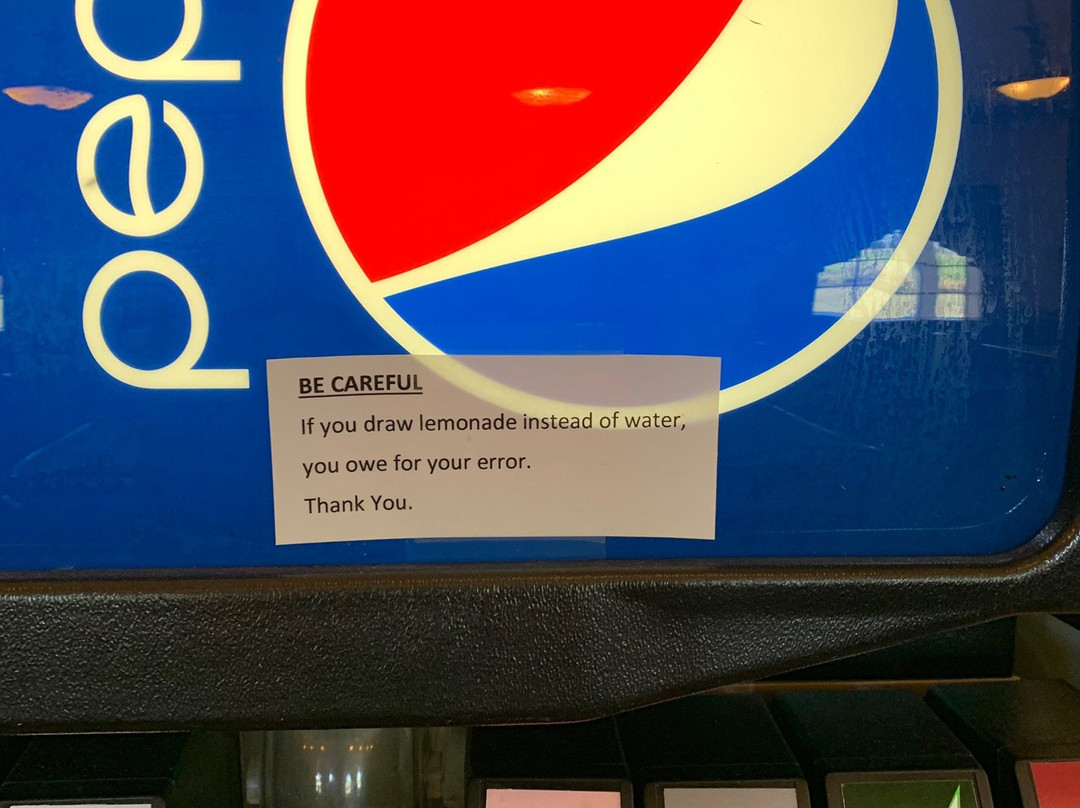 pep
BE CAREFUL
If you draw lemonade instead of water,
you owe for your error.
Thank You.